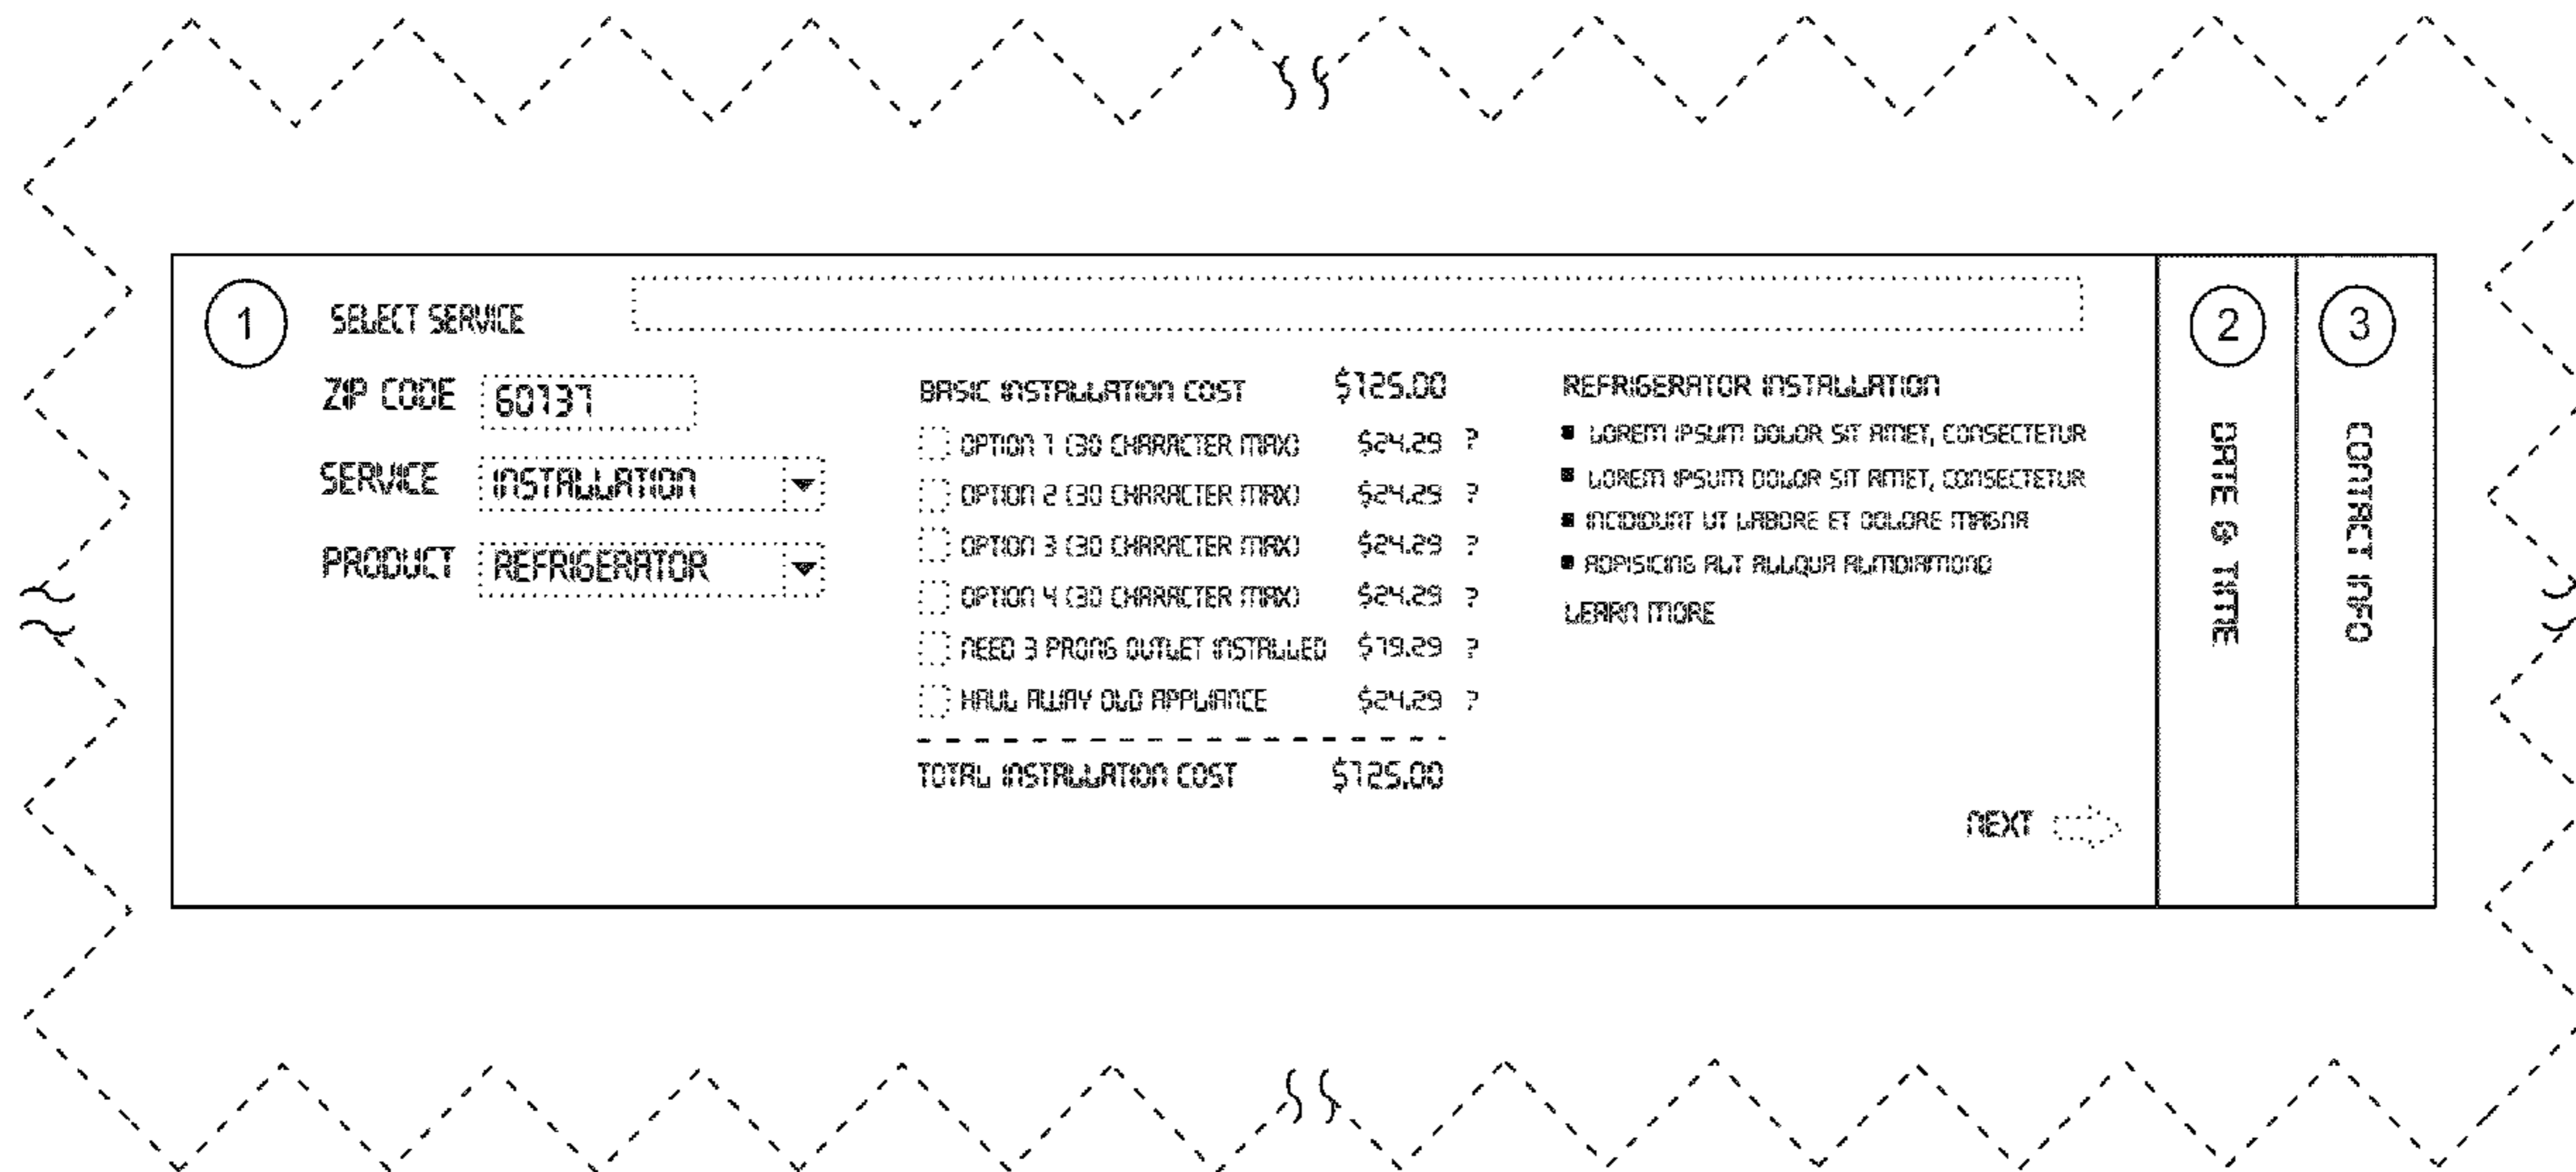 1
SELECT SERVICE
ZIP CODE 60137
SERVICE INSTALLATION
PRODUCT REFRIGERATOR
BASIC INSTALLATION COST $125.00
OPTION 1 (30 CHARACTER MAX) $24.29 ?
OPTION 2 (30 CHARACTER MAX) $24.29 ?
OPTION 3 (30 CHARACTER MAX) $24.29 ?
OPTION 4 (30 CHARACTER MAX) $24.29 ?
NEED 3 PRONG OUTLET INSTALLED $79.29 ?
HAUL AWAY OLD APPLIANCE $24.29 ?
TOTAL INSTALLATION COST $125.00
REFRIGERATOR INSTALLATION
■ LOREM IPSUM DOLOR SIT AMET, CONSECTETUR
■ LOREM IPSUM DOLOR SIT AMET, CONSECTETUR
■ INCIDIDUNT UT LABORE ET DOLORE MAGNA
■ ADPISICING
LEARN MORE
NEXT
2
DATE & TIME
3
CONTACT INFO